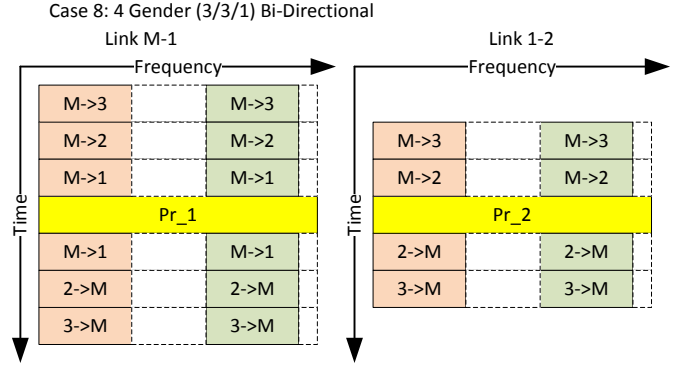 Case 8: 4 Gender (3/3/1) Bi-Directional
Link M-1
Frequency
Time
M->3 M->3
M->2 M->2
M->1 M->1
Pr_1
M->1 M->1
2->M 2->M
3->M 3->M
Link 1-2
Frequency
Time
M->3 M->3
M->2 M->2
Pr_2
2->M 2->M
3->M 3->M